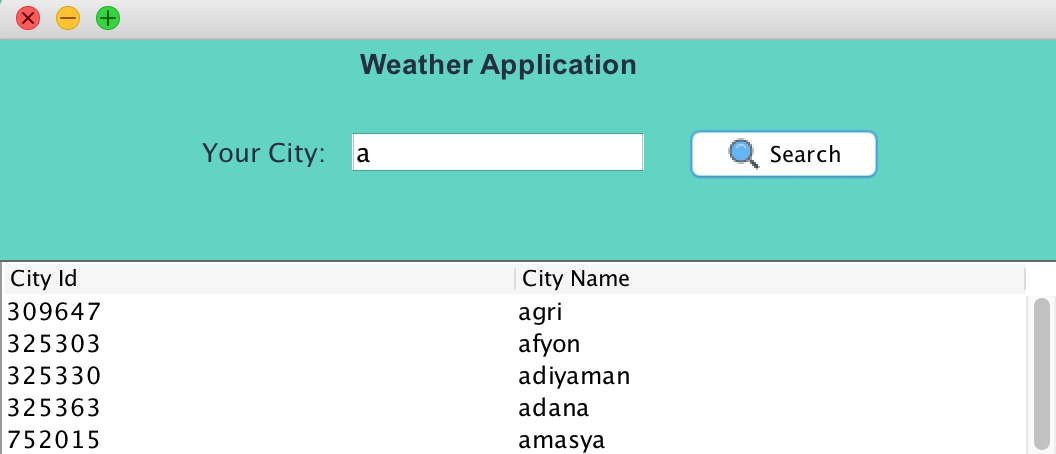 Weather Application
Your City: a Search
City Id City Name
309647 agri
325303 afyon
325330 adiyaman
325363 adana
752015 amasya